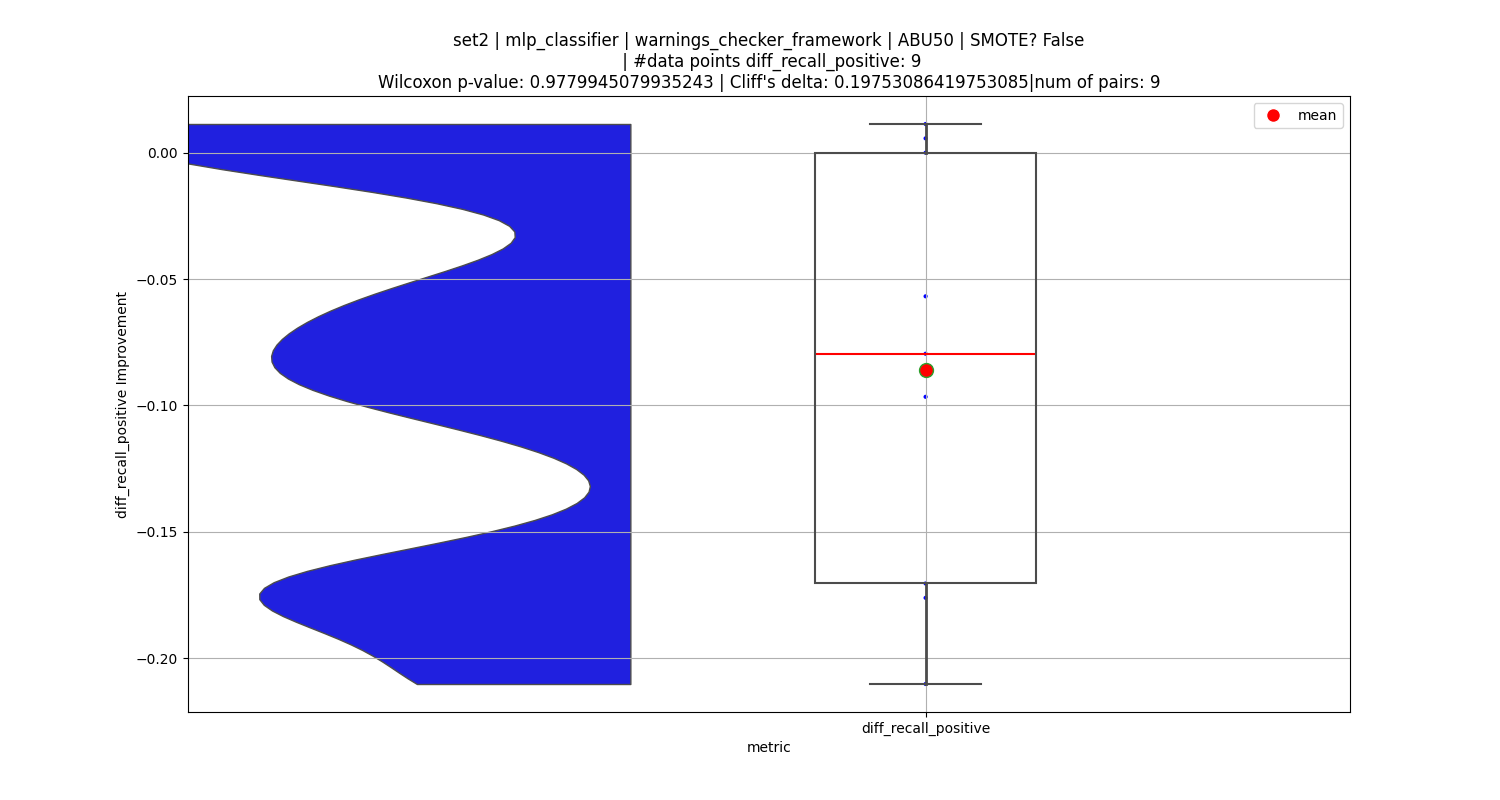 set2 | mlp_classifier | warnings_checker_framework | ABU50 | SMOTE? False
| #data points diff_recall_positive: 9
Wilcoxon p-value: 0.9779945079935243 | Cliff's delta: 0.19753086419753085|num of pairs: 9
mean
0.00
−0.05
−0.10
−0.15
−0.20
diff_recall_positive Improvement
diff_recall_positive
metric